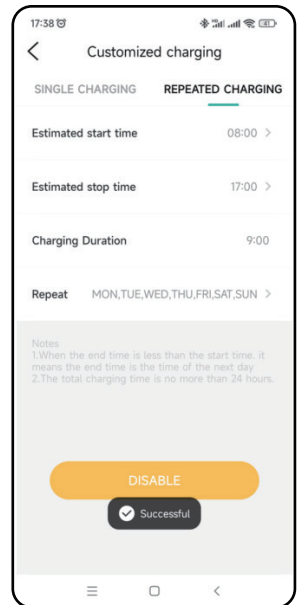 17:38
Customized charging
SINGLE CHARGING REPEATED CHARGING
Estimated start time 08:00 >
Estimated stop time 17:00 >
Charging Duration 9:00
Repeat MON,TUE,WED,THU,FRI,SAT,SUN >
Notes
1.When the end time is less than the start time. it
means the end time is the time of the next day
2.The total charging time is no more than 24 hours.
DISABLE
Successful